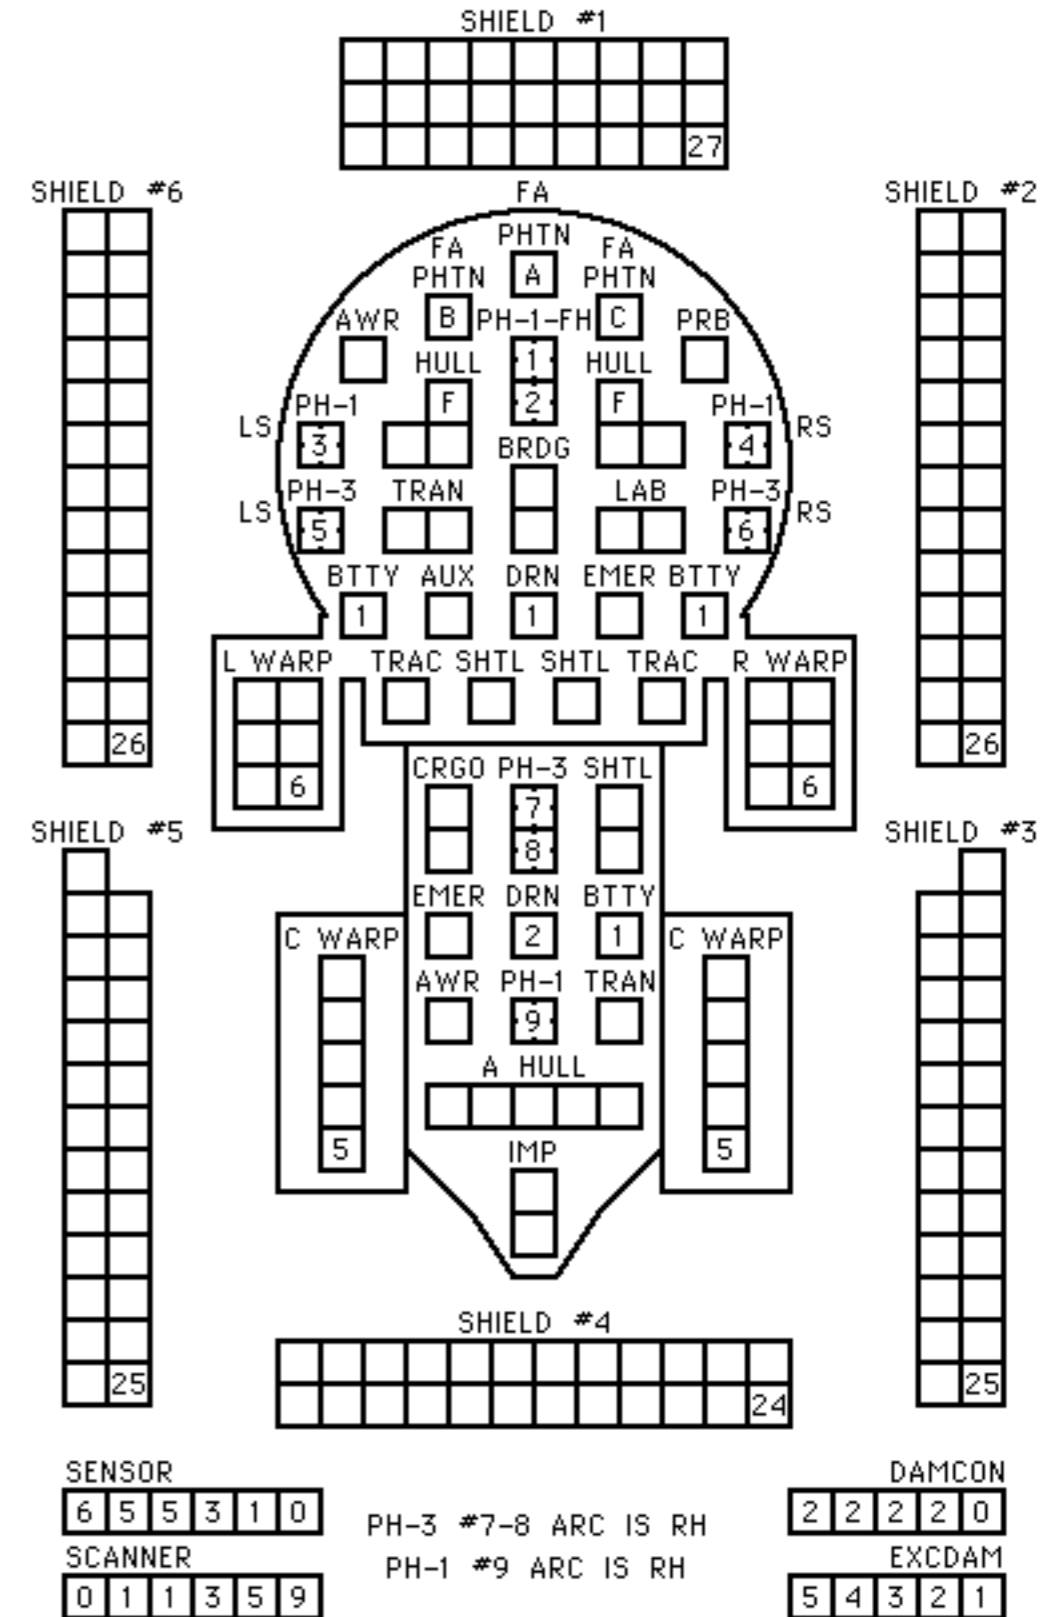 SHIELD #1
27
SHIELD #6
FA
SHIELD #2
PHTN
FA
FA
PHTN
A
PHTN
AWR
B
PH-1-FH
C
PRB
HULL
1
HULL
PH-1
F
2
F
PH-1
LS
RS
3
BRDG
4
PH-3
TRAN
LAB
PH-3
LS
RS
5
6
BTTY AUX DRN EMER BTTY
1
1
1
L WARP TRAC SHTL SHTL TRAC R WARP
26
26
CRGO PH-3 SHTL
6
7
6
SHIELD #5
SHIELD #3
8
EMER DRN BTTY
C WARP
2
1
C WARP
AWR PH-1 TRAN
9
A HULL
5
IMP
5
SHIELD #4
25
25
24
SENSOR
DAMCON
6 5 5 3 1 0
PH-3 #7-8 ARC IS RH
2 2 2 2 0
SCANNER
PH-1 #9 ARC IS RH
EXCDAM
0 1 1 3 5 9
5 4 3 2 1